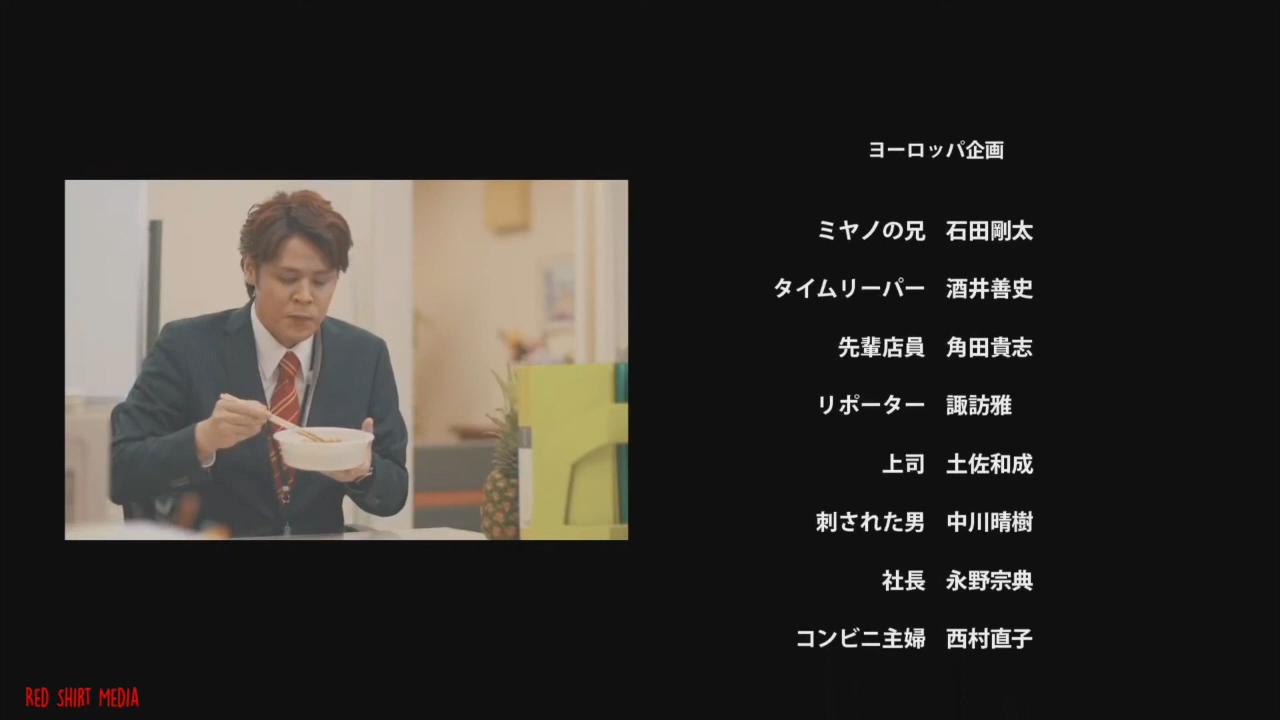 ヨーロッパ企画
ミヤノの兄　石田剛太
タイムリーパー　酒井善史
先輩店員　角田貴志
リポーター　諏訪雅
上司　土佐和成
刺された男　中川晴樹
社長　永野宗典
コンビニ主婦　西村直子
RED SHIRT MEDIA